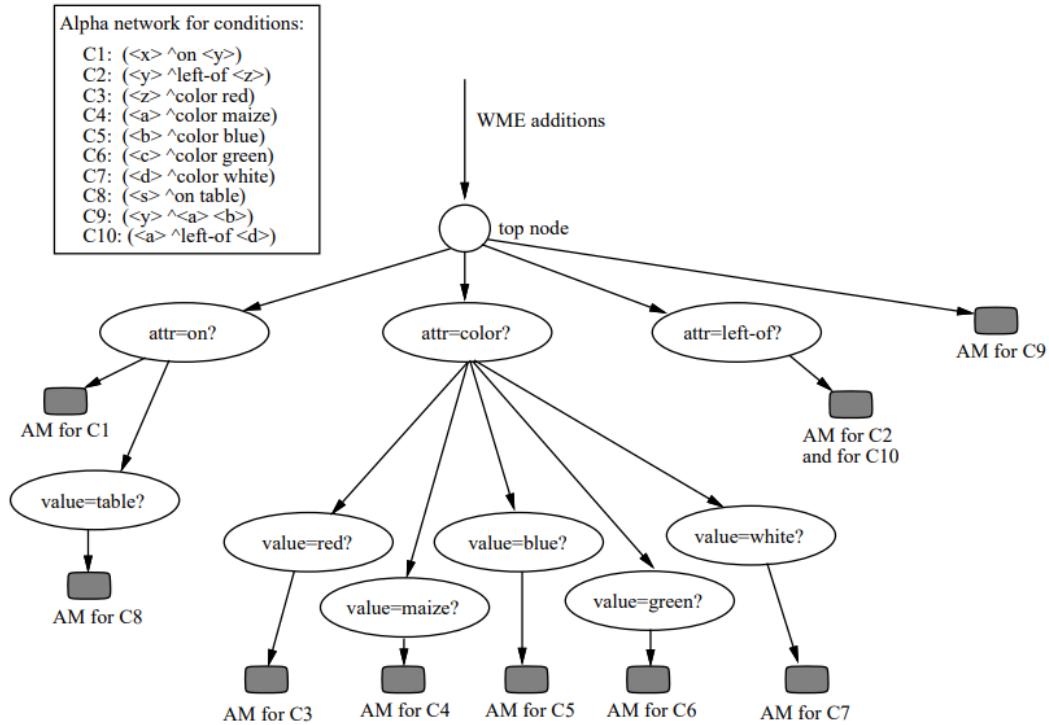 Alpha network for conditions:
C1: (<x> ^on <y>)
C2: (<y> ^left-of <z>)
C3: (<z> ^color red)
C4: (<a> ^color maize)
C5: (<b> ^color blue)
C6: (<c> ^color green)
C7: (<d> ^color white)
C8: (<s> ^on table)
C9: (<y> ^<a> <b>)
C10: (<a> ^left-of <d>)
WME additions
top node
attr=on?
attr=color?
attr=left-of?
AM for C9
AM for C1
AM for C2
and for C10
value=table?
value=red?
value=blue?
value=white?
AM for C8
value=maize?
value=green?
AM for C3
AM for C4
AM for C5
AM for C6
AM for C7